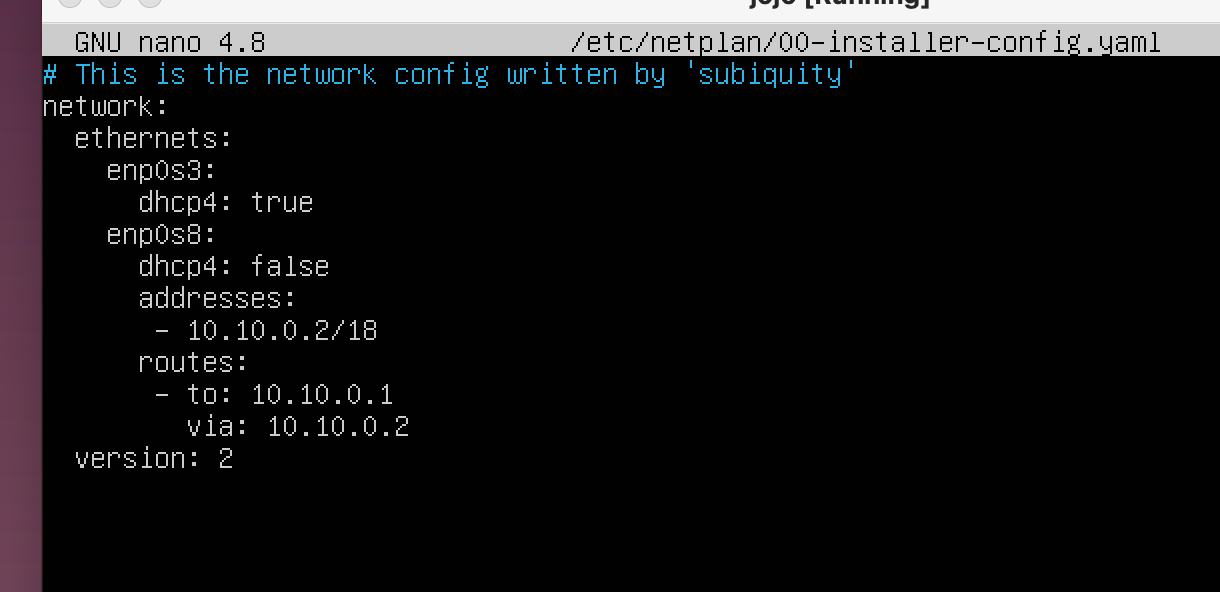 jojo [Running]
GNU nano 4.8 /etc/netplan/00-installer-config.yaml
# This is the network config written by 'subiquity'
network:
  ethernets:
    enp0s3:
      dhcp4: true
    enp0s8:
      dhcp4: false
      addresses:
       - 10.10.0.2/18
      routes:
       - to: 10.10.0.1
         via: 10.10.0.2
  version: 2